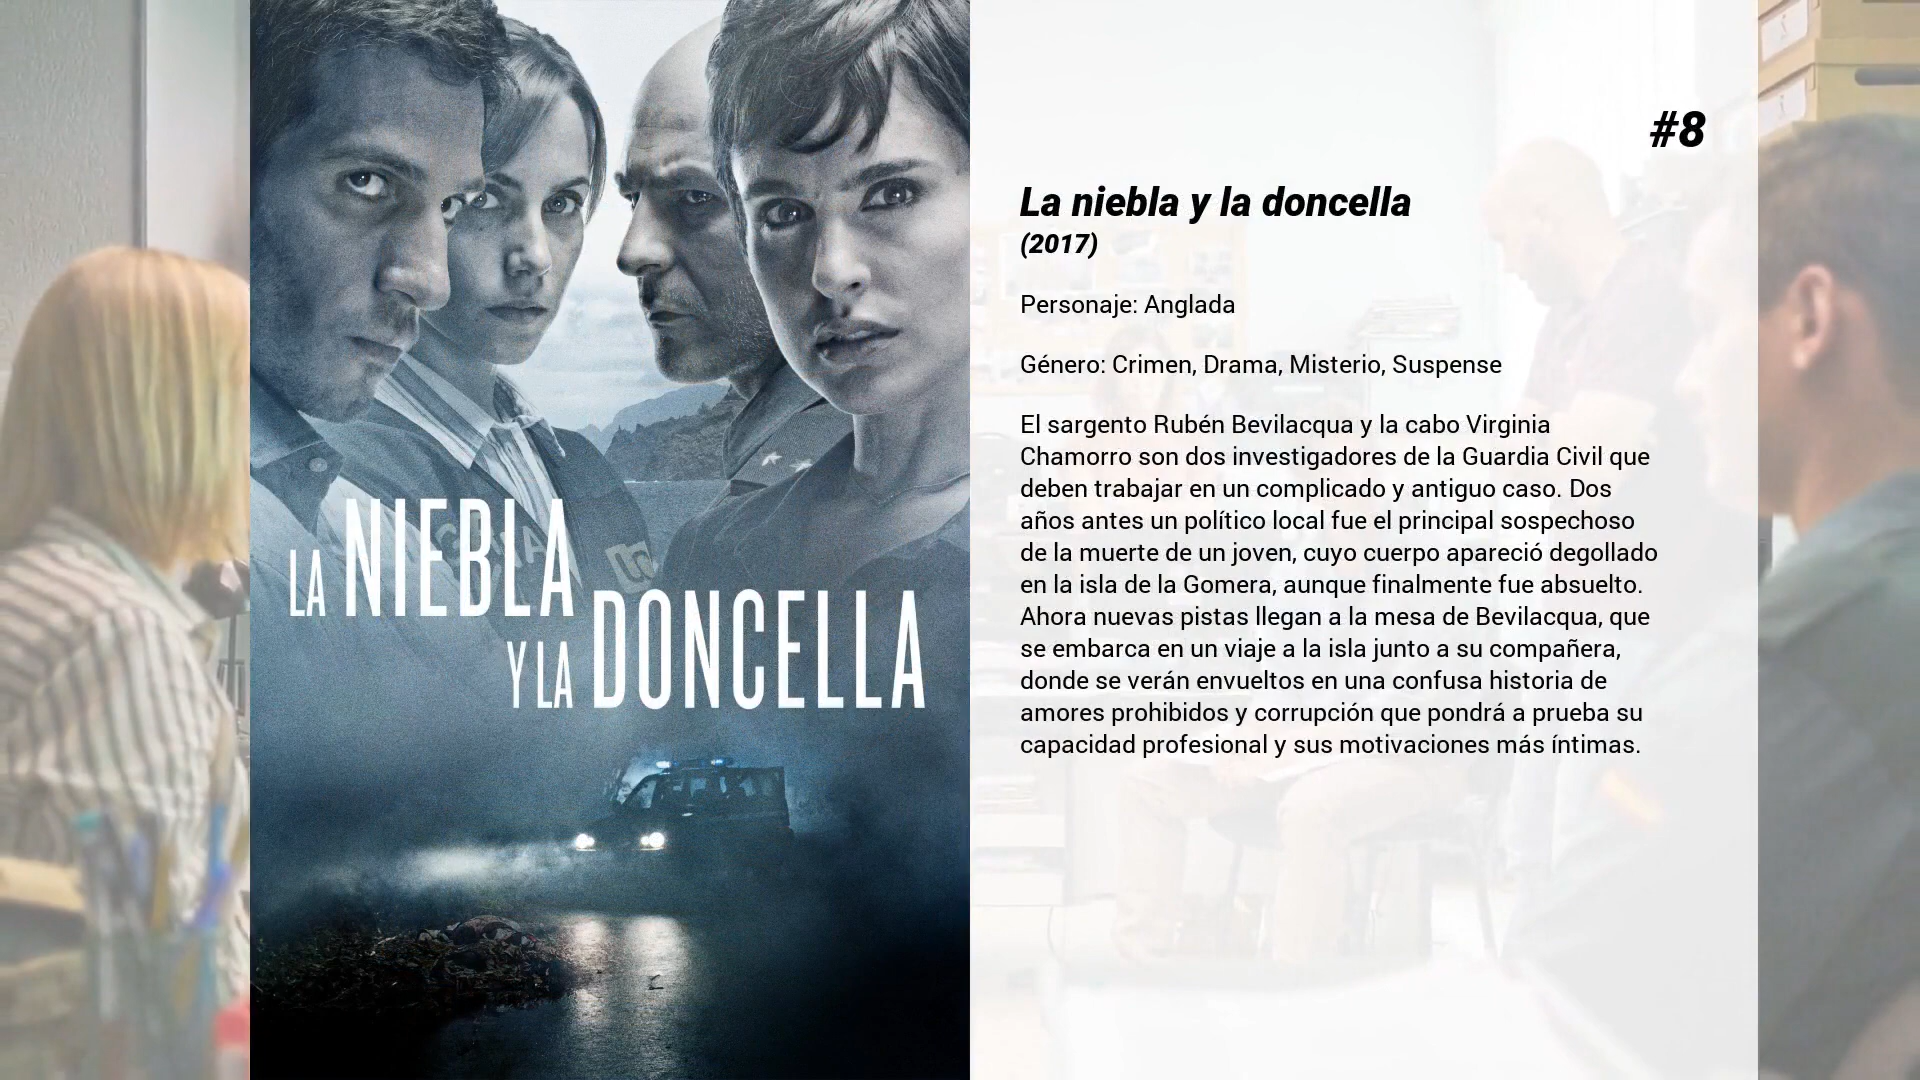 #8
La niebla y la doncella
(2017)
Personaje: Anglada
Género: Crimen, Drama, Misterio, Suspense
El sargento Rubén Bevilacqua y la cabo Virginia
Chamorro son dos investigadores de la Guardia Civil que
deben trabajar en un complicado y antiguo caso. Dos
años antes un político local fue el principal sospechoso
de la muerte de un joven, cuyo cuerpo apareció degollado
en la isla de la Gomera, aunque finalmente fue absuelto.
Ahora nuevas pistas llegan a la mesa de Bevilacqua, que
se embarca en un viaje a la isla junto a su compañera,
donde se verán envueltos en una confusa historia de
amores prohibidos y corrupción que pondrá a prueba su
capacidad profesional y sus motivaciones más íntimas.
LA NIEBLA
Y LA DONCELLA